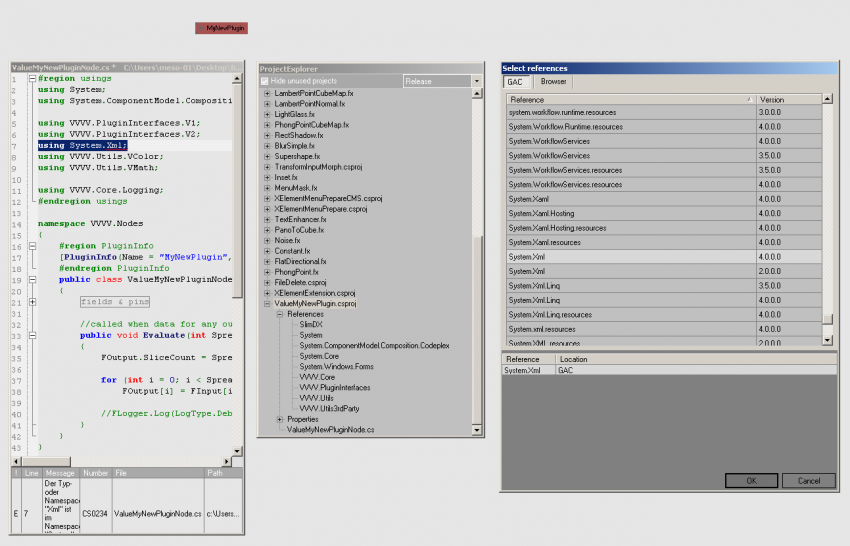 MyNewPlugin
ValueMyNewPluginNode.cs *
1 #region usings
2 using System;
3 using System.ComponentModel.Compositi
4
5 using VVVV.PluginInterfaces.V1;
6 using VVVV.PluginInterfaces.V2;
7 using System.Xml;
8 using VVVV.Utils.VColor;
9 using VVVV.Utils.VMath;
10
11 using VVVV.Core.Logging;
12 #endregion usings
13
14 namespace VVVV.Nodes
15 {
16 #region PluginInfo
17 [PluginInfo(Name = "MyNewPlugin",
18 #endregion PluginInfo
19 public class ValueMyNewPluginNode
20 {
21 fields & pins
31
32 //called when data for any ou
33 public void Evaluate(int Spre
34 {
35 FOutput.SliceCount = Spre
36
37 for (int i = 0; i < Sprea
38 FOutput[i] = FInput[i
39
40 //FLogger.Log(LogType.Deb
41 }
42 }
43 }
! Line Message Number File Path
E 7 Der Typ- oder Namespace "Xml" ist im Namespace CS0234 ValueMyNewPluginNode.cs c:\Users...
ProjectExplorer
Hide unused projects Release
LambertPointCubeMap.fx
LambertPointNormal.fx
LightGlass.fx
PhongPointCubeMap.fx
RectShadow.fx
BlurSimple.fx
Supershape.fx
TransformInputMorph.csproj
Inset.fx
MenuMask.fx
XElementMenuPrepareCMS.csproj
XElementMenuPrepare.csproj
TextEnhancer.fx
PanoToCube.fx
Noise.fx
Constant.fx
FlatDirectional.fx
PhongPoint.fx
FileDelete.csproj
XElementExtension.csproj
ValueMyNewPlugin.csproj
References
SlimDX
System
System.ComponentModel.Composition.Codeplex
System.Core
System.Windows.Forms
VVVV.Core
VVVV.PluginInterfaces
VVVV.Utils
VVVV.Utils3rdParty
Properties
ValueMyNewPluginNode.cs
Select references
GAC Browser
Reference Version
system.workflow.runtime.resources 3.0.0.0
System.Workflow.Runtime.resources 4.0.0.0
System.WorkflowServices 4.0.0.0
System.WorkflowServices 3.5.0.0
System.WorkflowServices.resources 3.5.0.0
System.WorkflowServices.resources 4.0.0.0
System.Xaml 4.0.0.0
System.Xaml.Hosting 4.0.0.0
System.Xaml.Hosting.resources 4.0.0.0
System.Xaml.resources 4.0.0.0
System.Xml 4.0.0.0
System.Xml 2.0.0.0
System.Xml.Linq 3.5.0.0
System.Xml.Linq 4.0.0.0
System.Xml.Linq.resources 4.0.0.0
System.xml.resources 4.0.0.0
System.XML.resources 2.0.0.0
Reference Location
System.Xml GAC
OK Cancel